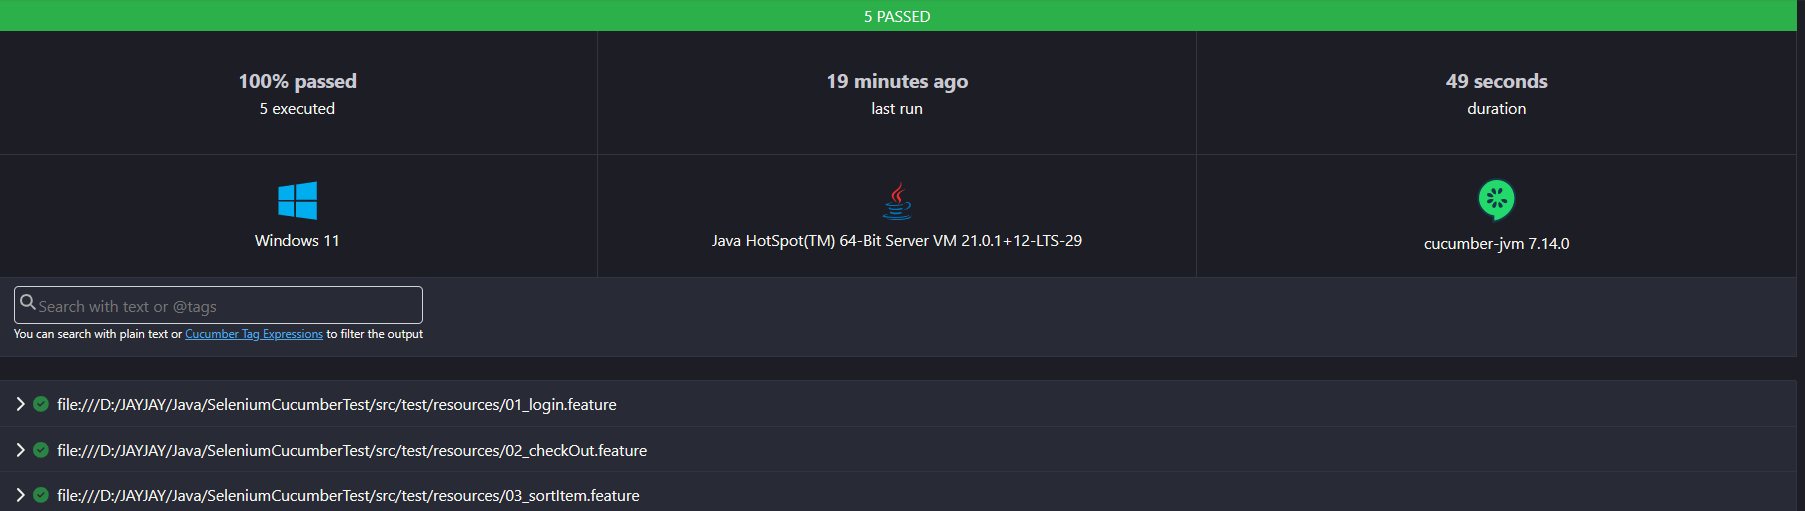 5 PASSED
100% passed
5 executed
19 minutes ago
last run
49 seconds
duration
Windows 11
Java HotSpot(TM) 64-Bit Server VM 21.0.1+12-LTS-29
cucumber-jvm 7.14.0
Search with text or @tags
You can search with plain text or Cucumber Tag Expressions to filter the output
file:///D:/JAYJAY/Java/SeleniumCucumberTest/src/test/resources/01_login.feature
file:///D:/JAYJAY/Java/SeleniumCucumberTest/src/test/resources/02_checkOut.feature
file:///D:/JAYJAY/Java/SeleniumCucumberTest/src/test/resources/03_sortItem.feature